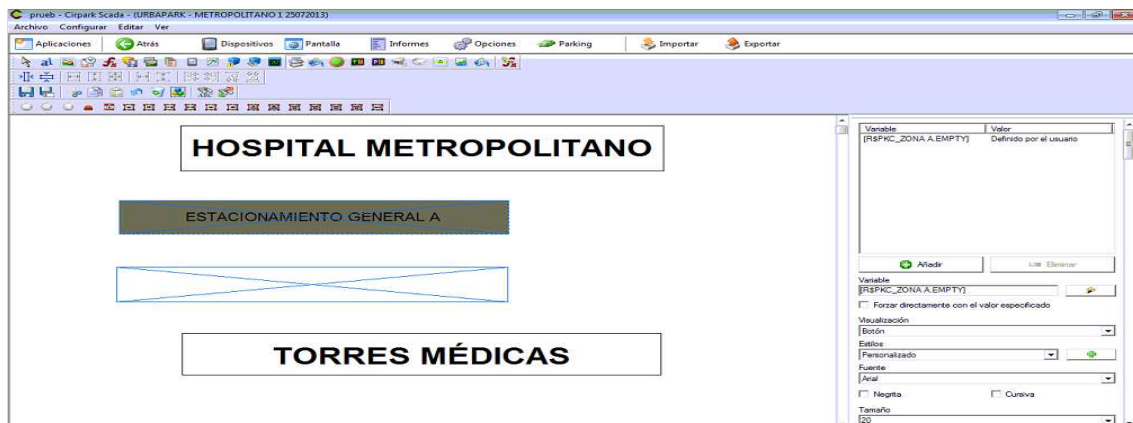 prueb - Cirpark Scada - (URBAPARK - METROPOLITANO 1 25072013)
Archivo Configurar Editar Ver
Aplicaciones Atrás Dispositivos Pantalla Informes Opciones Parking Importar Exportar
HOSPITAL METROPOLITANO
ESTACIONAMIENTO GENERAL A
TORRES MÉDICAS
Variable Valor
[R$PKC_ZONA A.EMPTY] Definido por el usuario
Añadir Eliminar
Variable
[R$PKC_ZONA A.EMPTY]
Forzar directamente con el valor especificado
Visualización
Botón
Estilos
Personalizado
Fuente
Arial
Negrita Cursiva
Tamaño
20